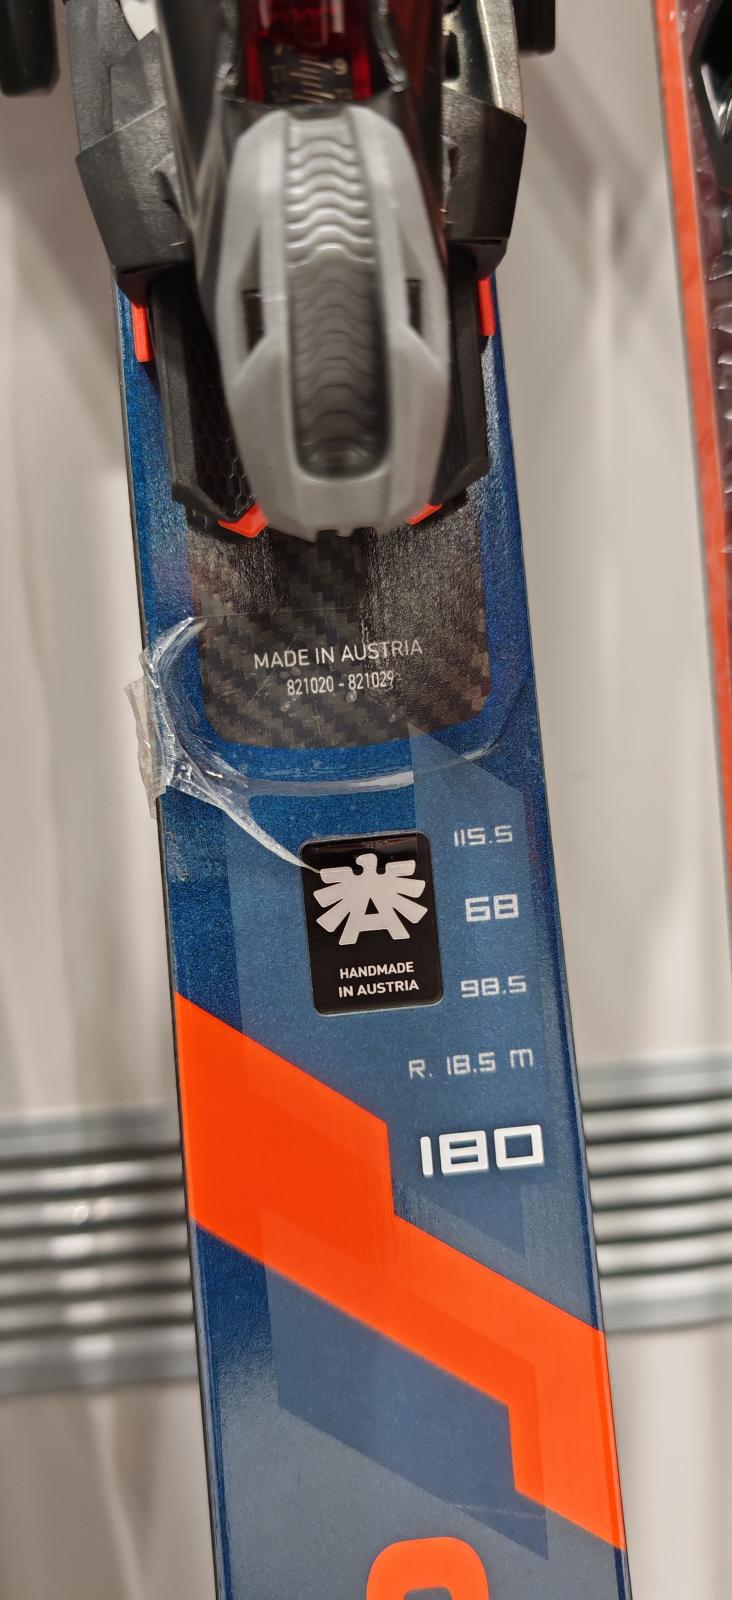 MADE IN AUSTRIA
821020 - 821029
115.5
68
A
HANDMADE
IN AUSTRIA
98.5
R. 18.5 m
180